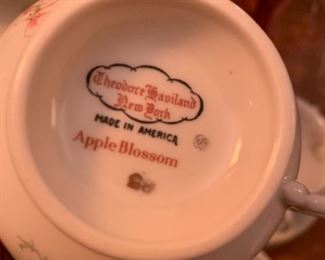 Theodore Haviland
New York
MADE IN AMERICA
Apple Blossom